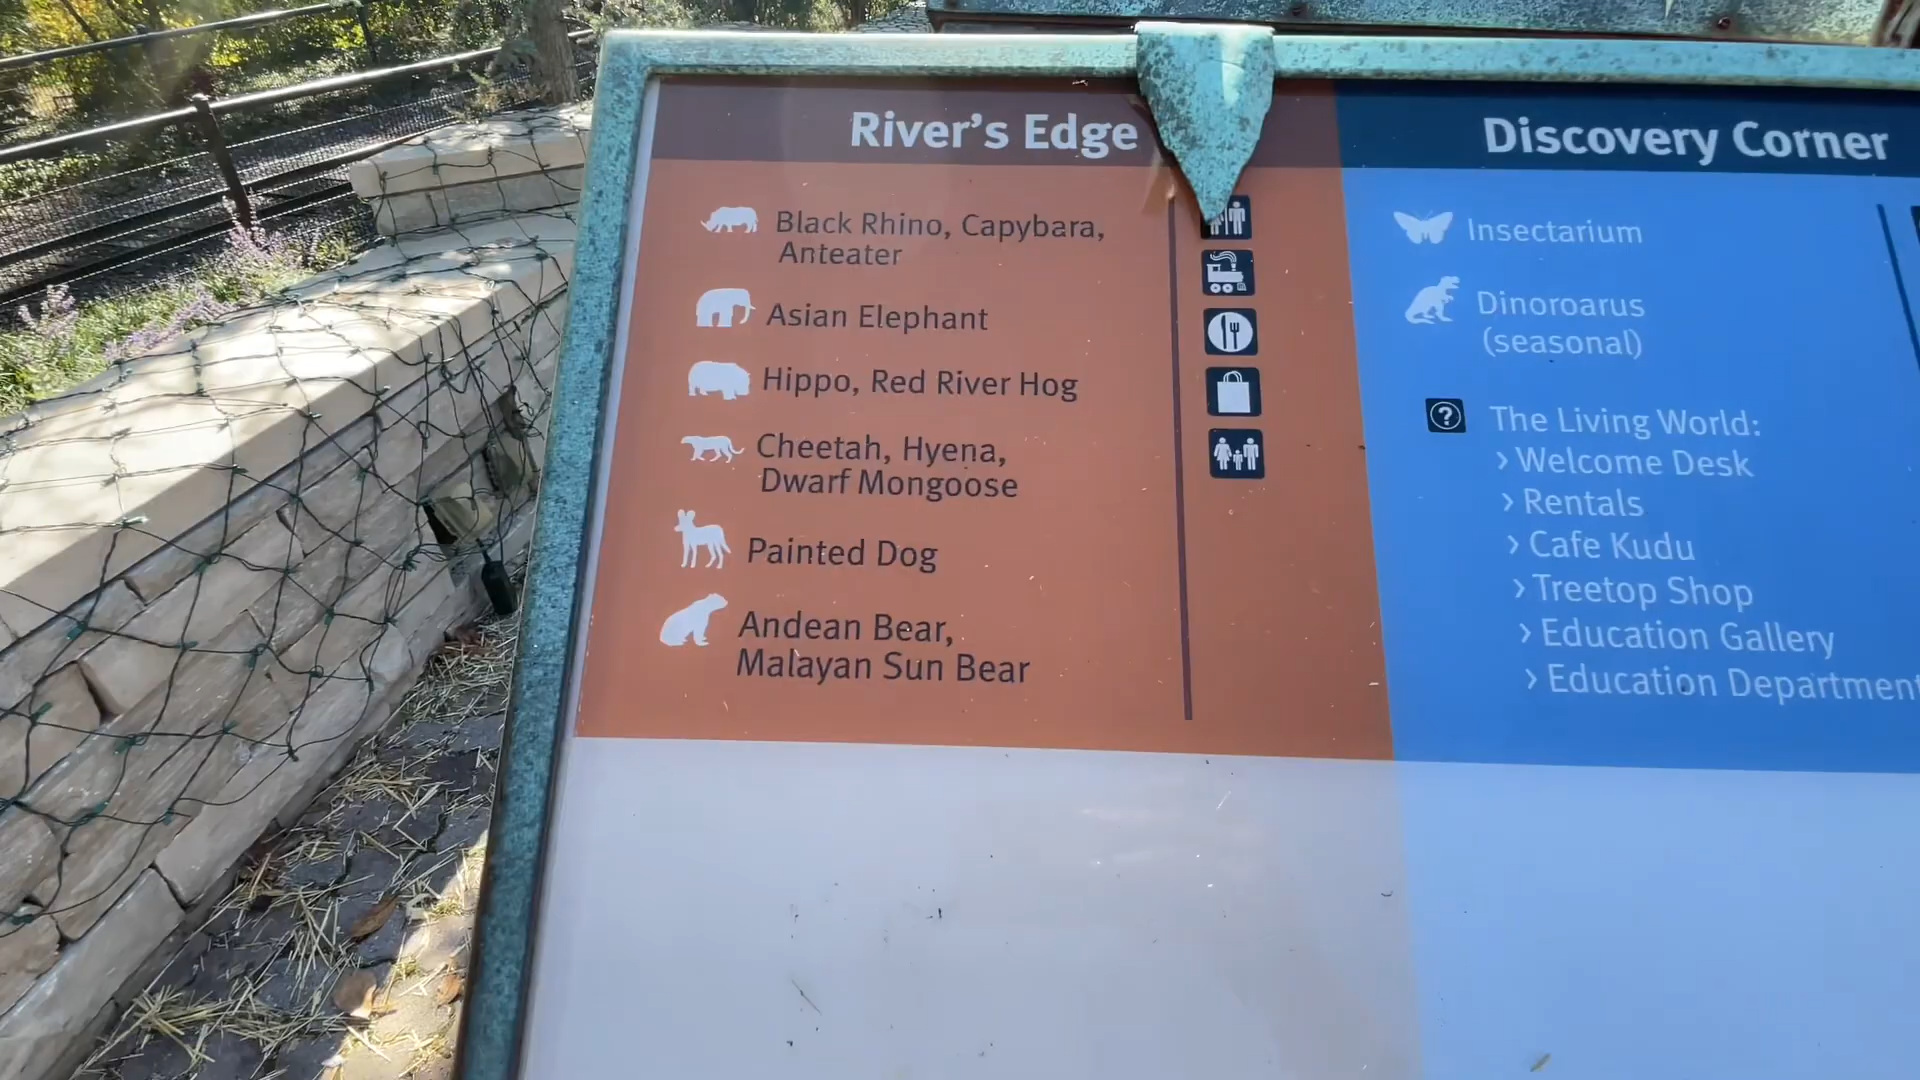 River's Edge
Black Rhino, Capybara,
Anteater
Asian Elephant
Hippo, Red River Hog
Cheetah, Hyena,
Dwarf Mongoose
Painted Dog
Andean Bear,
Malayan Sun Bear
Discovery Corner
Insectarium
Dinoroarus
(seasonal)
?
The Living World:
› Welcome Desk
› Rentals
› Cafe Kudu
› Treetop Shop
› Education Gallery
› Education Department